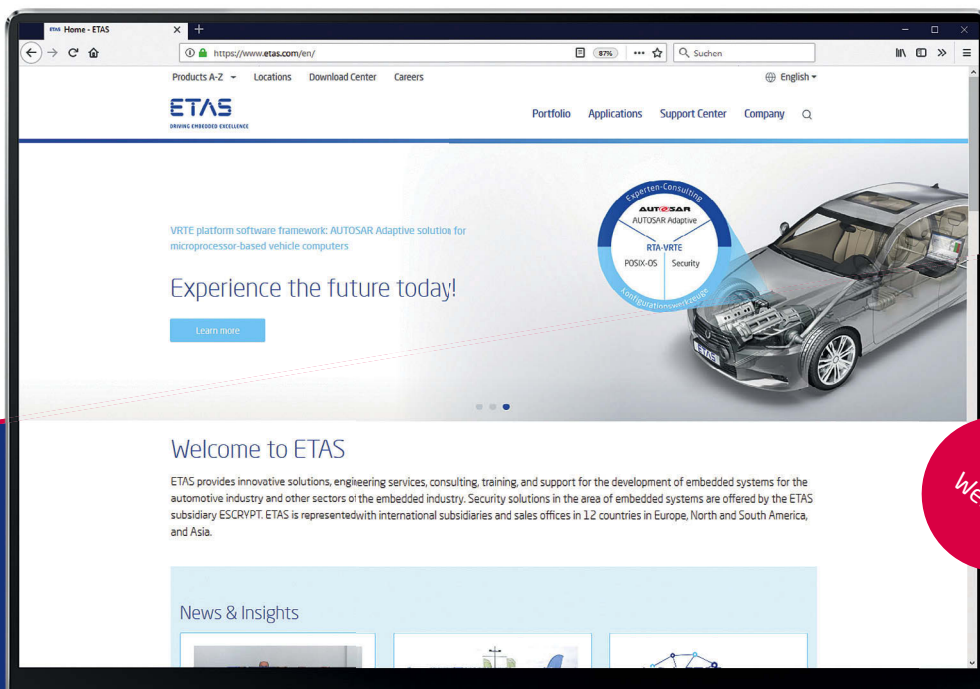 ETAS Home - ETAS
https://www.etas.com/en/
87%
Suchen
Products A-Z
Locations
Download Center
Careers
English
ETAS
DRIVING EMBEDDED EXCELLENCE
Portfolio
Applications
Support Center
Company
VRTE platform software framework: AUTOSAR Adaptive solution for
microprocessor-based vehicle computers
Experience the future today!
Learn more
Experten-Consulting
AUTOSAR
AUTOSAR Adaptive
RTA-VRTE
POSIX-OS
Security
Konfigurationswerkzeuge
ETAS
Welcome to ETAS
ETAS provides innovative solutions, engineering services, consulting, training, and support for the development of embedded systems for the
automotive industry and other sectors of the embedded industry. Security solutions in the area of embedded systems are offered by the ETAS
subsidiary ESCRYPT. ETAS is represented with international subsidiaries and sales offices in 12 countries in Europe, North and South America,
and Asia.
News & Insights